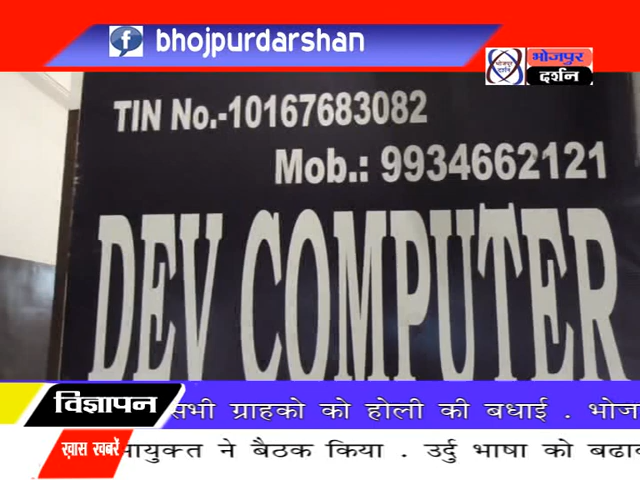 bhojpurdarshan
भोजपुर
दर्शन
TIN No.-10167683082
Mob.: 9934662121
DEV COMPUTER
विज्ञापन
सभी ग्राहको को होली की बधाई . भोज
ख़ास खबरें
आयुक्त ने बैठक किया . उर्दु भाषा को बढाव